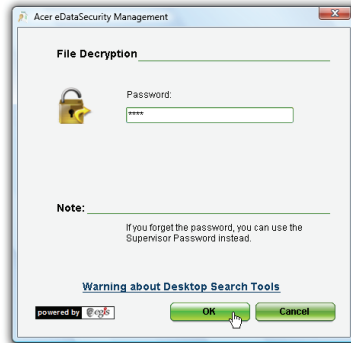 Acer eDataSecurity Management
File Decryption
Password:
****
Note:
If you forget the password, you can use the
Supervisor Password instead.
Warning about Desktop Search Tools
powered by egis
OK
Cancel